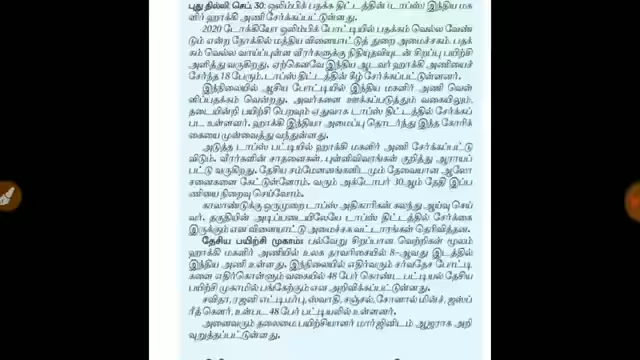 புது தில்லி, செப். 30: ஒலிம்பிக் பதக்க திட்டத்தின் (டாப்ஸ்) இந்திய மக
ளிர் ஹாக்கி அணி சேர்க்கப்பட்டுள்ளது.
2020 டோக்கியோ ஒலிம்பிக் போட்டியில் பதக்கம் வெல்ல வேண்
டும் என்ற நோக்கில் மத்திய விளையாட்டுத் துறை அமைச்சகம். பதக்
கம் வெல்ல வாய்ப்புள்ள வீரர்களுக்கு நிதியுதவியுடன் சிறப்பு பயிற்சி
அளித்து வருகிறது. ஏற்கெனவே இந்திய ஆடவர் ஹாக்கி அணியைச்
சேர்ந்த 18 பேரும், டாப்ஸ் திட்டத்தின் கீழ் சேர்க்கப்பட்டுள்ளனர்.
இந்நிலையில் ஆசிய போட்டியில் இந்திய மகளிர் அணி வெள்
ளிப்பதக்கம் வென்றது. அவர்களை ஊக்கப்படுத்தும் வகையிலும்,
தடையின்றி பயிற்சி பெறவும் ஏதுவாக டாப்ஸ் திட்டத்தில் சேர்க்கப்
பட உள்ளனர். ஹாக்கி இந்தியா அமைப்பு தொடர்ந்து இந்த கோரிக்
கையை முன்வைத்து வந்துள்ளது.
அடுத்த டாப்ஸ் பட்டியில் ஹாக்கி மகளிர் அணி சேர்க்கப்பட்டு
விடும். வீரர்களின் சாதனைகள், புள்ளிவிவரங்கள் குறித்து ஆராயப்
பட்டு வருகிறது. தேசிய சம்மேளனங்களிடமும் தேவையான ஆலோ
சனைகளை கேட்டுள்ளோம். வரும் அக்டோபர் 30-ஆம் தேதி இப்ப
ணியை நிறைவு செய்வோம்.
காலாண்டுக்கு ஒருமுறை டாப்ஸ் அதிகாரிகள் கலந்து ஆய்வு செய்
வர். தகுதியின் அடிப்படையிலேயே டாப்ஸ் திட்டத்தில் சேர்க்கை
இருக்கும் என விளையாட்டு அமைச்சக வட்டாரங்கள் தெரிவித்தன.
தேசிய பயிற்சி முகாம்: பல்வேறு சிறப்பான வெற்றிகள் மூலம்
ஹாக்கி மகளிர் அணியில் உலக தரவரிசையில் 8-ஆவது இடத்தில்
இந்திய அணி உள்ளது. இந்நிலையில் எதிர்வரும் சர்வதேச போட்டி
களை எதிர்கொள்ளும் வகையில் 48 பேர் கொண்ட பட்டியல் தேசிய
பயிற்சி முகாமில் பங்கேற்கும் என அறிவிக்கப்பட்டுள்ளது.
சவிதா, ரஜனி எட்டிமர்பு, ஸ்வாதி, சஞ்சல், சோனால் மின்ச், ஜஸ்ப்
ரீத் கௌர், உள்பட 48 பேர் பட்டியலில் உள்ளனர்.
அனைவரும் தலைமை பயிற்சியாளர் மார்ஜினிடம் ஆஜராக அறி
வுறுத்தப்பட்டுள்ளது.